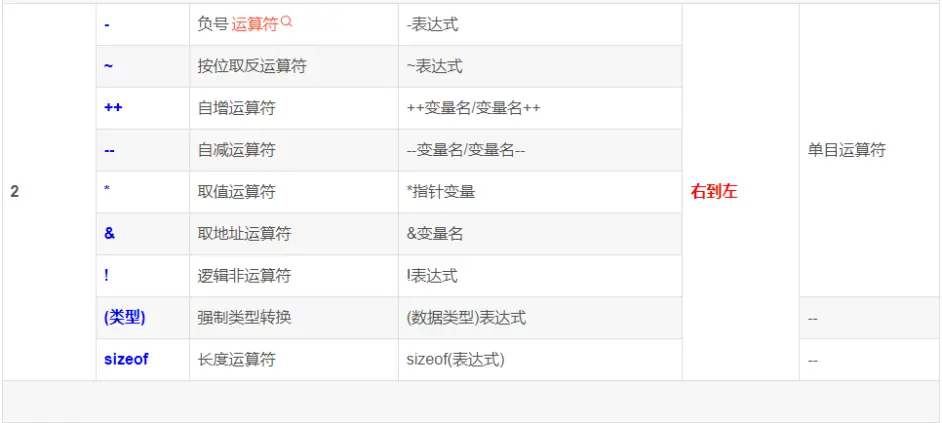 - 负号运算符 -表达式
~ 按位取反运算符 ~表达式
++ 自增运算符 ++变量名/变量名++
-- 自减运算符 --变量名/变量名-- 单目运算符
2 * 取值运算符 *指针变量 右到左
& 取地址运算符 &变量名
! 逻辑非运算符 !表达式
(类型) 强制类型转换 (数据类型)表达式 --
sizeof 长度运算符 sizeof(表达式) --